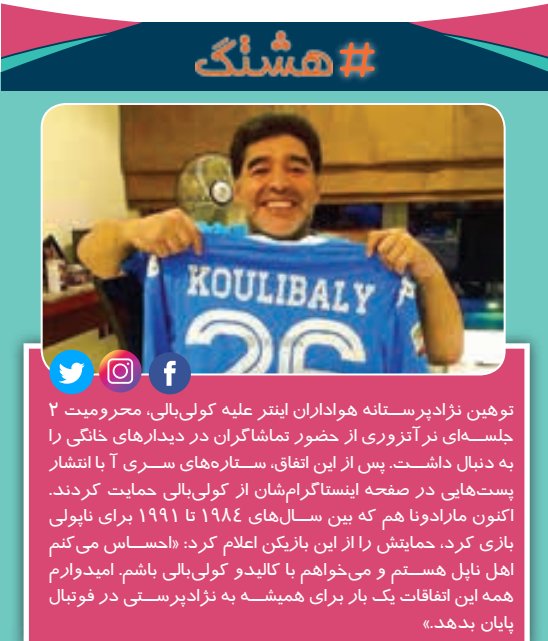 #هشتگ
KOULIBALY
26
توهین نژادپرستانه هواداران اینتر علیه کولی‌بالی، محرومیت ۲
جلسه‌ای نرآتزوری از حضور تماشاگران در دیدارهای خانگی را
به دنبال داشت. پس از این اتفاق، ستاره‌های سری آ با انتشار
پست‌هایی در صفحه اینستاگرام‌شان از کولی‌بالی حمایت کردند.
اکنون مارادونا هم که بین سال‌های ۱۹۸٤ تا ۱۹۹۱ برای ناپولی
بازی کرد، حمایتش را از این بازیکن اعلام کرد: «احساس می‌کنم
اهل ناپل هستم و می‌خواهم با کالیدو کولی‌بالی باشم. امیدوارم
همه این اتفاقات یک بار برای همیشه به نژادپرستی در فوتبال
پایان بدهد.»